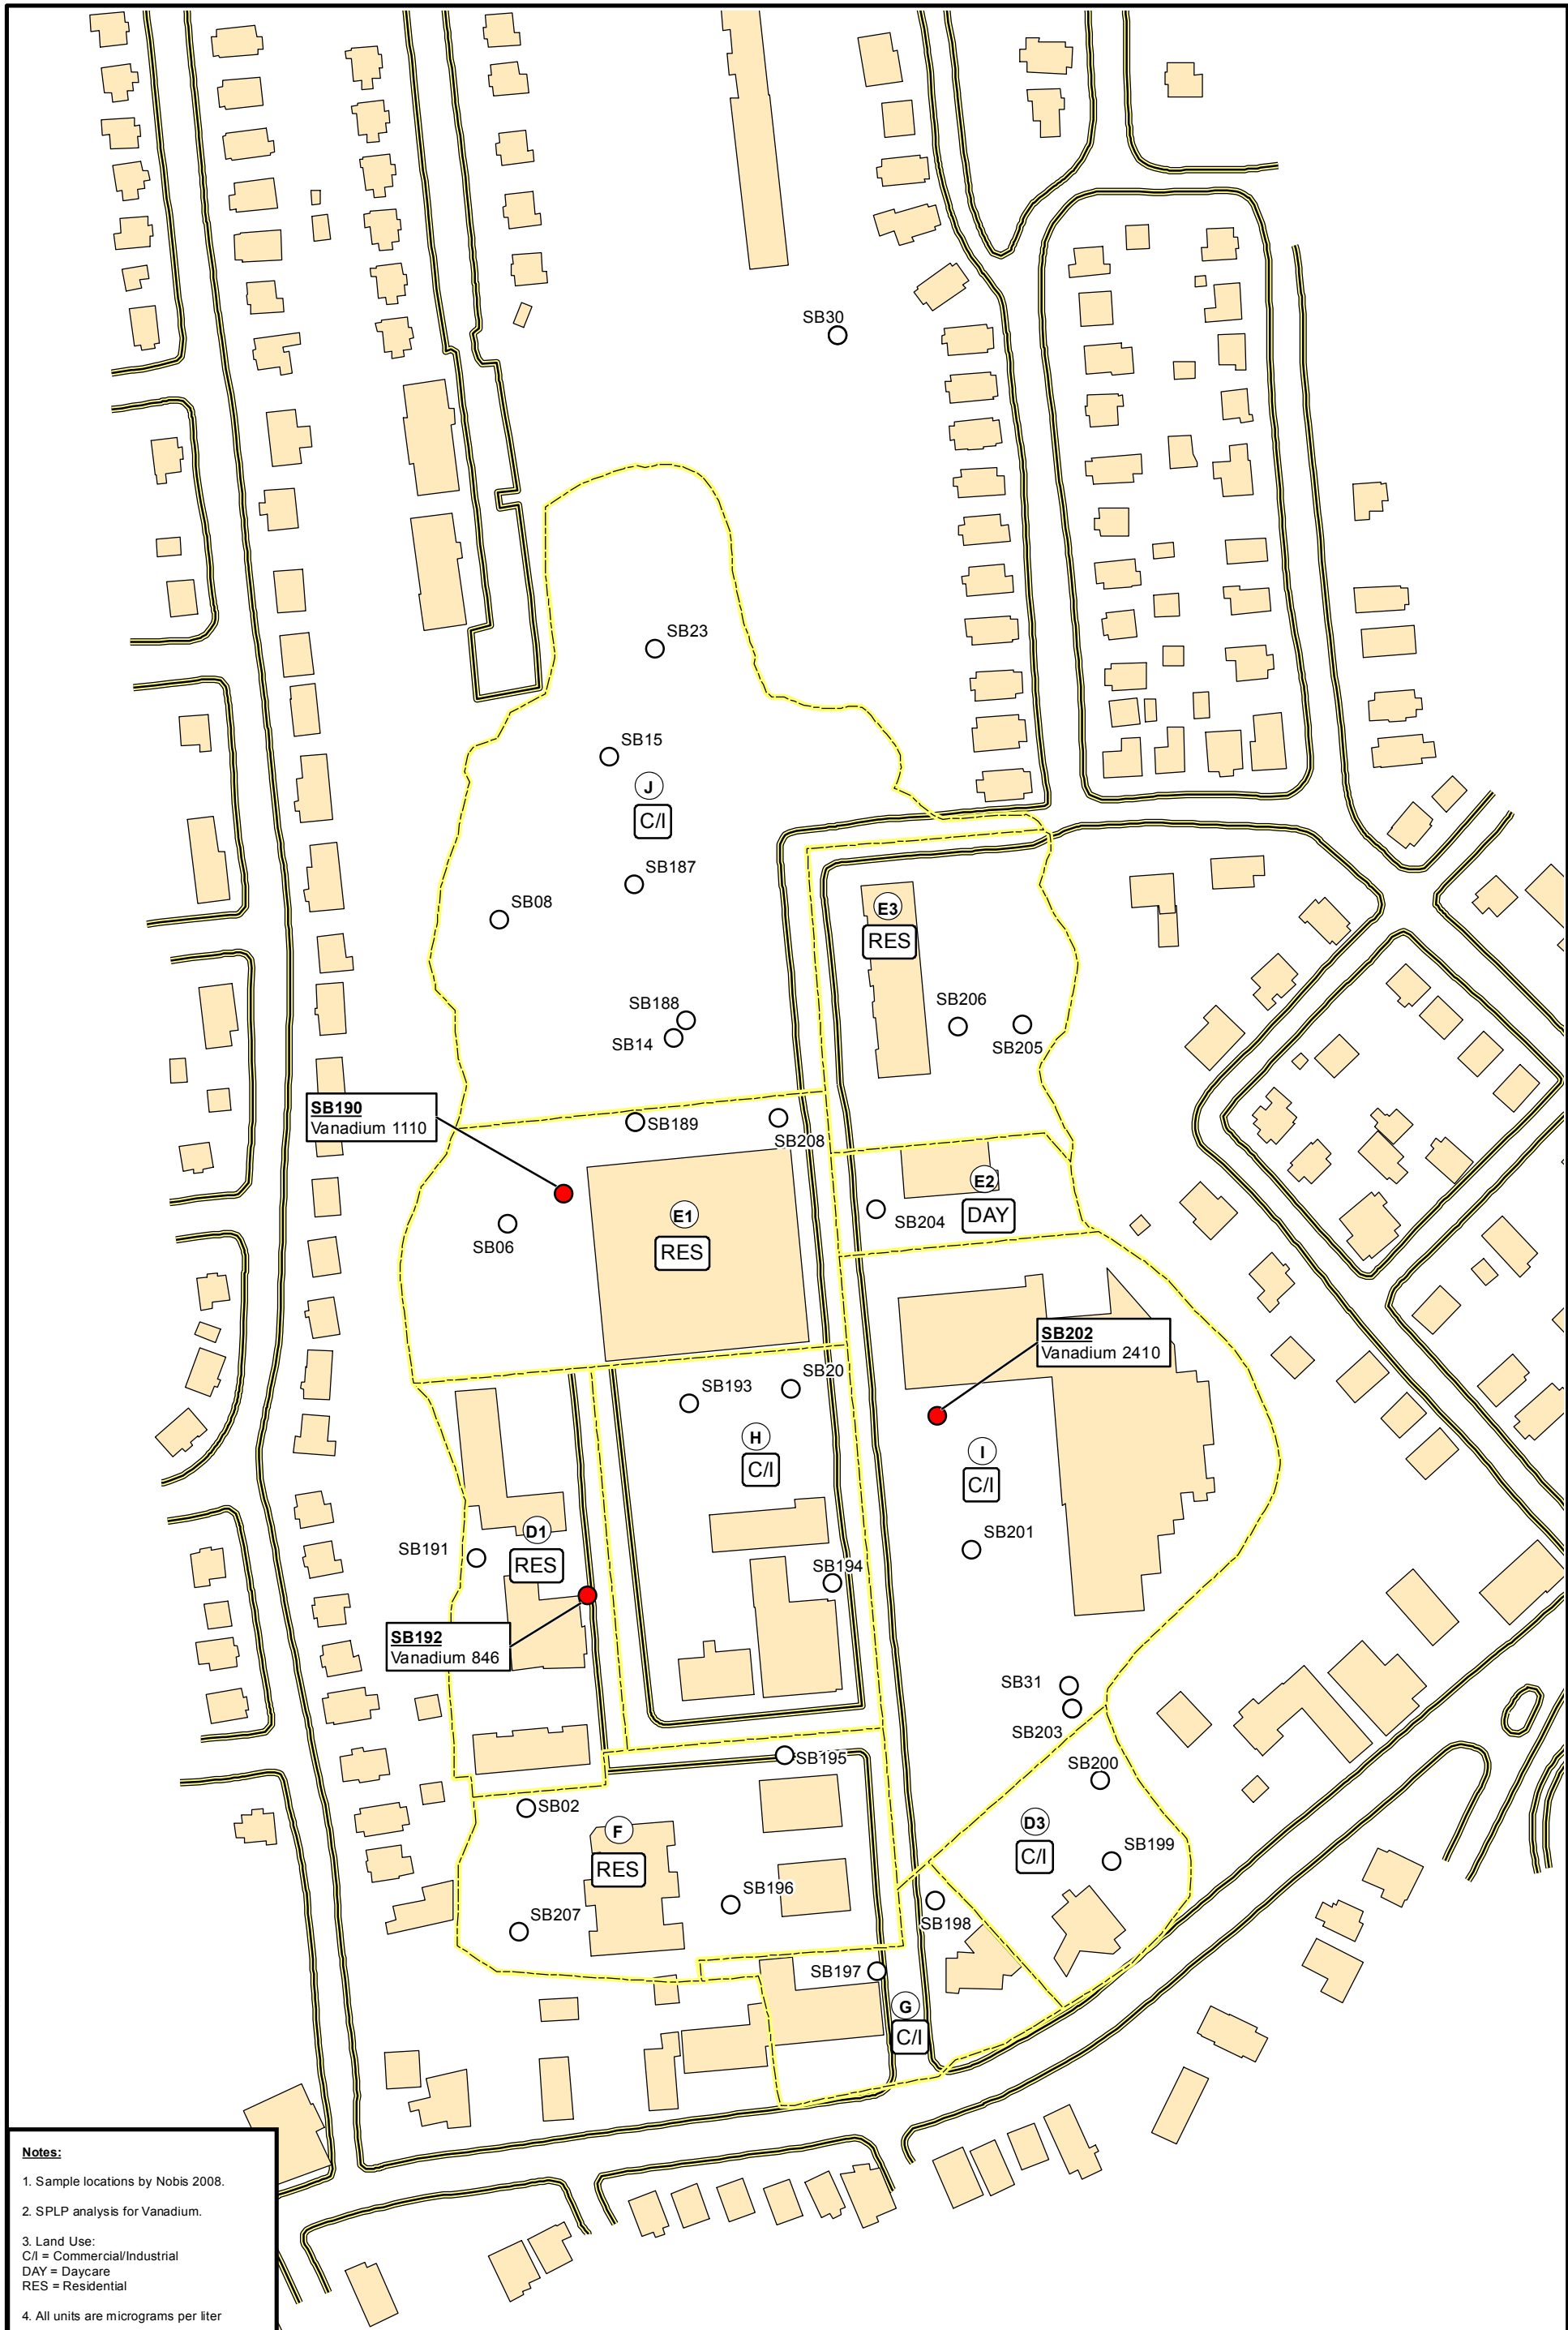 SB30
SB23
SB15
J
C/I
SB187
SB08
E3
RES
SB188
SB206
SB14
SB205
SB190
Vanadium 1110
SB189
SB208
E2
DAY
SB204
E1
RES
SB06
SB202
Vanadium 2410
SB20
SB193
H
C/I
I
C/I
D1
SB201
SB191
RES
SB194
SB192
Vanadium 846
SB31
SB203
SB195
SB200
SB02
D3
C/I
F
RES
SB199
SB196
SB207
SB198
SB197
G
C/I
Notes:
1. Sample locations by Nobis 2008.
2. SPLP analysis for Vanadium.
3. Land Use:
C/I = Commercial/Industrial
DAY = Daycare
RES = Residential
4. All units are micrograms per liter